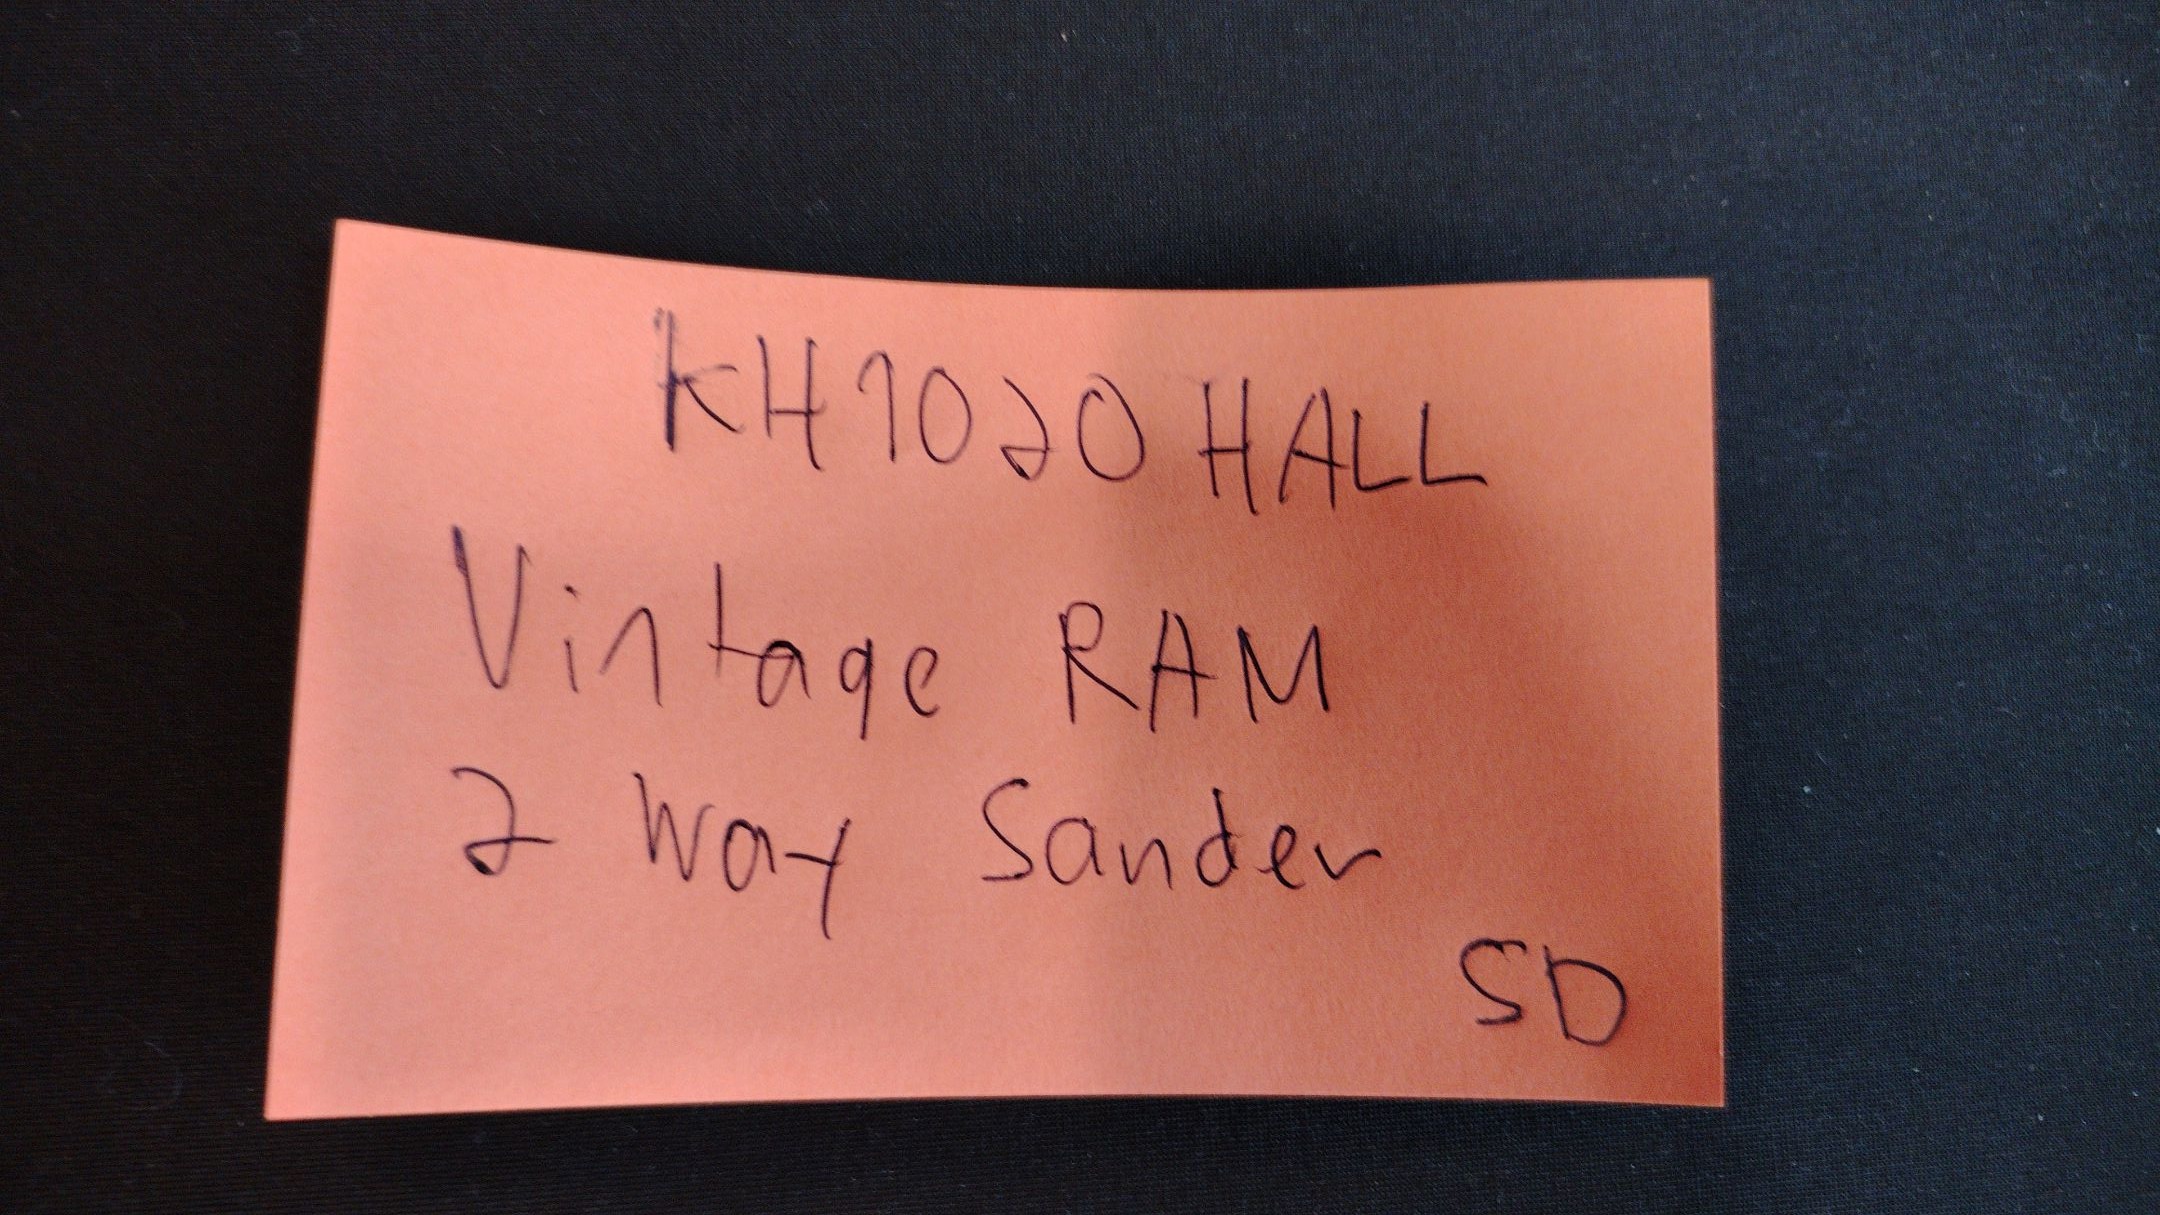 KH1020 HALL
Vintage RAM
2 Way Sander
SD